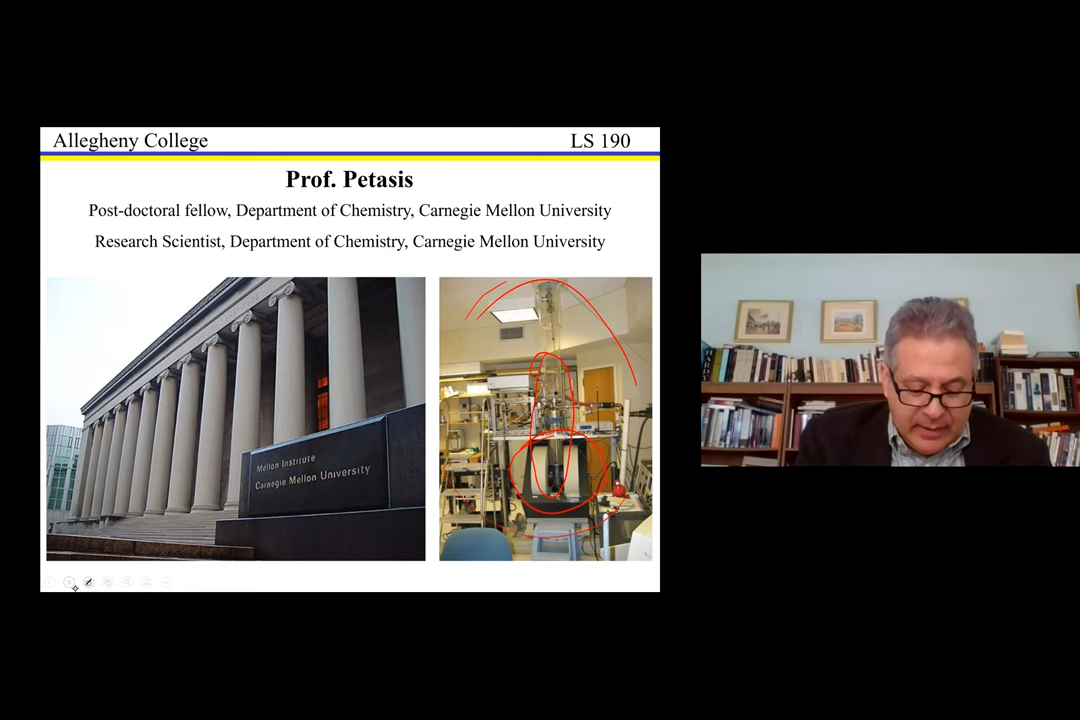 Allegheny College
LS 190
Prof. Petasis
Post-doctoral fellow, Department of Chemistry, Carnegie Mellon University
Research Scientist, Department of Chemistry, Carnegie Mellon University
Mellon Institute
Carnegie Mellon University